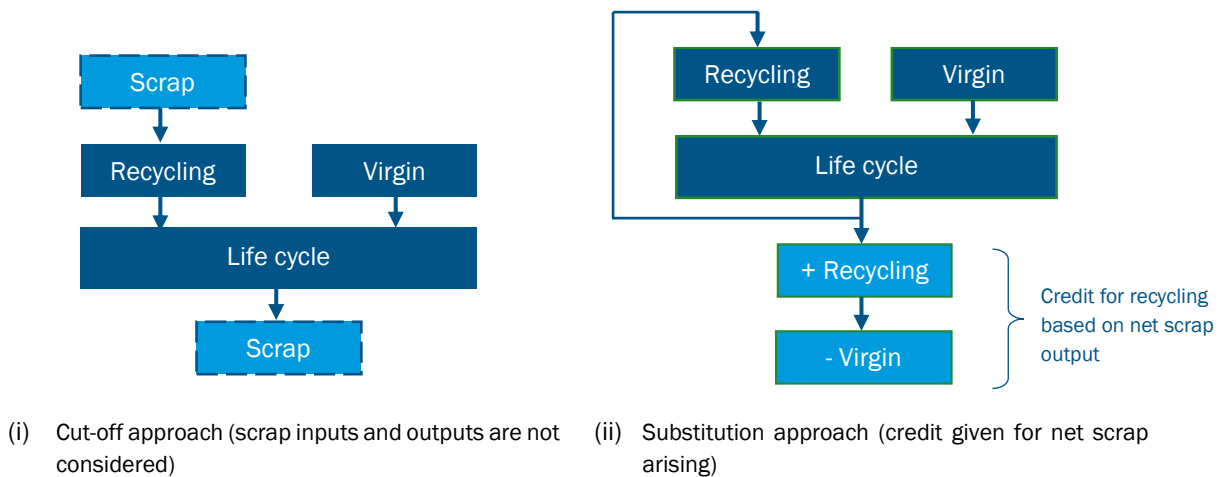 Scrap
Recycling
Virgin
Life cycle
Scrap
Recycling
Virgin
Life cycle
+ Recycling
- Virgin
Credit for recycling
based on net scrap
output
(i) Cut-off approach (scrap inputs and outputs are not
considered)
(ii) Substitution approach (credit given for net scrap
arising)